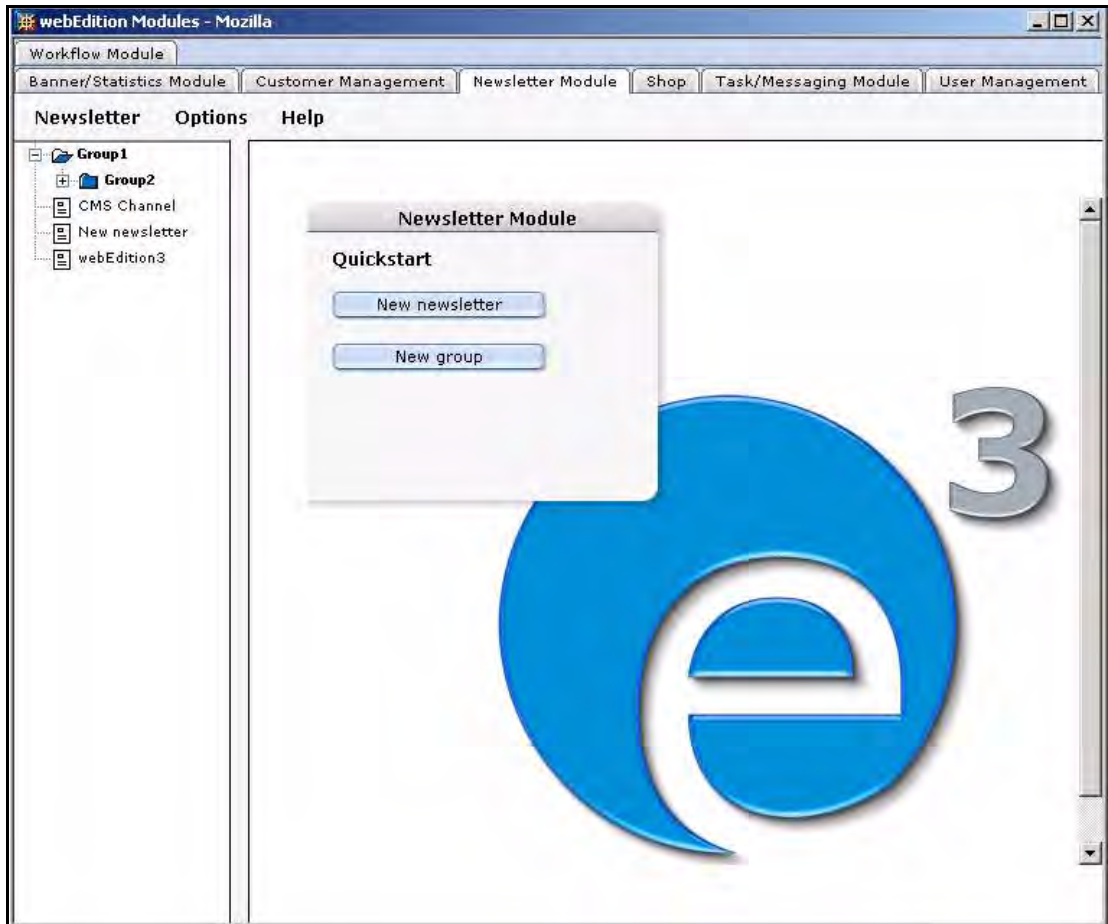 webEdition Modules - Mozilla
Workflow Module
Banner/Statistics Module Customer Management Newsletter Module Shop Task/Messaging Module User Management
Newsletter Options Help
Group1
Group2
CMS Channel
New newsletter
webEdition3
Newsletter Module
Quickstart
New newsletter
New group
e 3